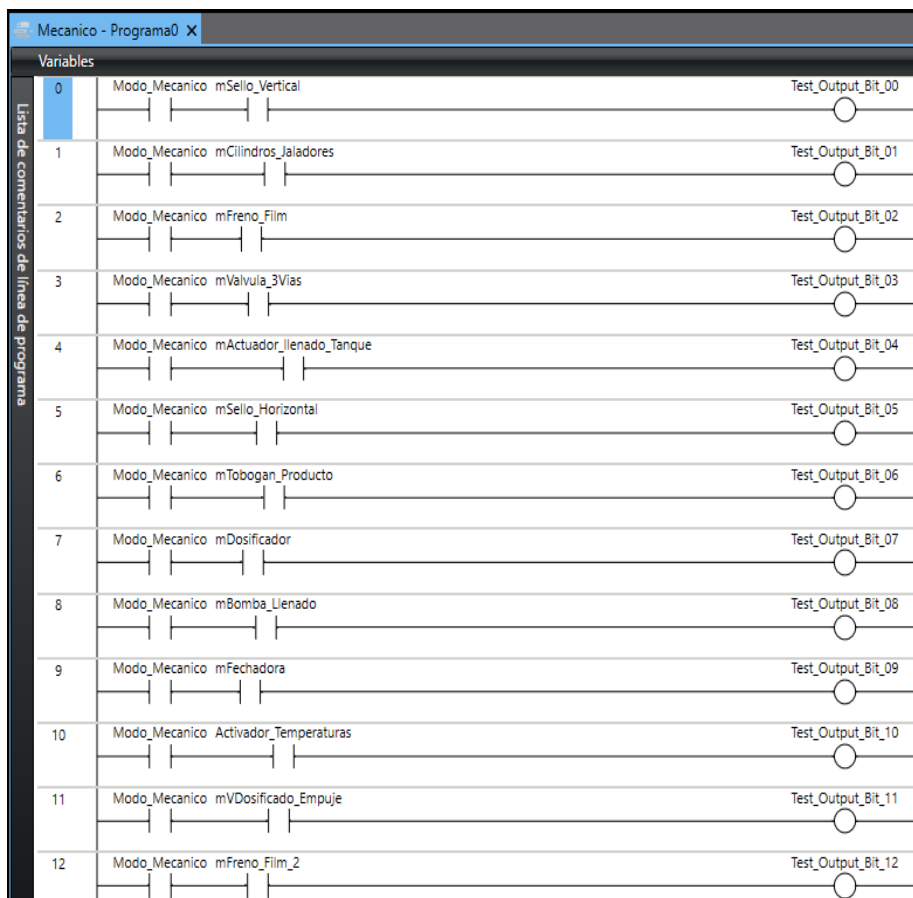 Mecanico - Programa0 X
Variables
Lista de comentarios de línea de programa
0 Modo_Mecanico mSello_Vertical Test_Output_Bit_00
1 Modo_Mecanico mCilindros_Jaladores Test_Output_Bit_01
2 Modo_Mecanico mFreno_Film Test_Output_Bit_02
3 Modo_Mecanico mValvula_3Vias Test_Output_Bit_03
4 Modo_Mecanico mActuador_llenado_Tanque Test_Output_Bit_04
5 Modo_Mecanico mSello_Horizontal Test_Output_Bit_05
6 Modo_Mecanico mTobogan_Producto Test_Output_Bit_06
7 Modo_Mecanico mDosificador Test_Output_Bit_07
8 Modo_Mecanico mBomba_Llenado Test_Output_Bit_08
9 Modo_Mecanico mFechadora Test_Output_Bit_09
10 Modo_Mecanico Activador_Temperaturas Test_Output_Bit_10
11 Modo_Mecanico mVDosificado_Empuje Test_Output_Bit_11
12 Modo_Mecanico mFreno_Film_2 Test_Output_Bit_12